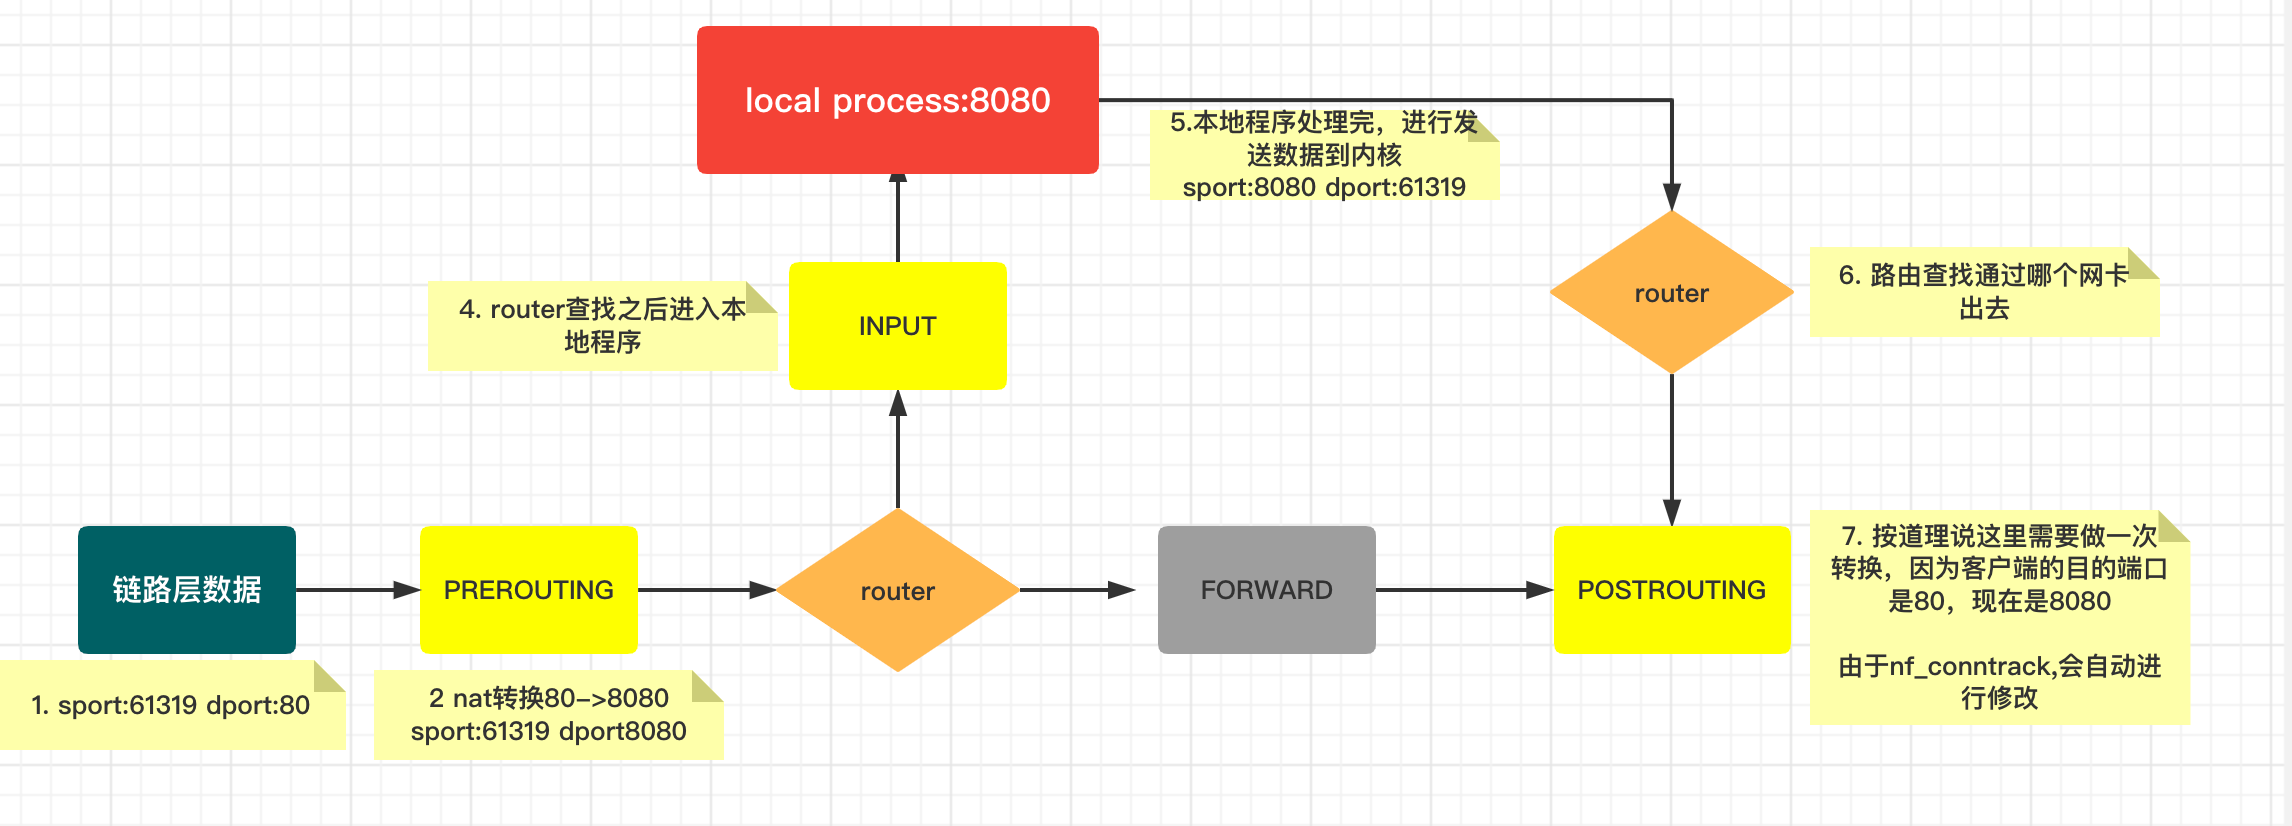 local process:8080
5.本地程序处理完，进行发
送数据到内核
sport:8080 dport:61319
4. router查找之后进入本
地程序
INPUT
router
6. 路由查找通过哪个网卡
出去
链路层数据
PREROUTING
router
FORWARD
POSTROUTING
7. 按道理说这里需要做一次
转换，因为客户端的目的端口
是80，现在是8080
由于nf_conntrack,会自动进
行修改
1. sport:61319 dport:80
2 nat转换80->8080
sport:61319 dport8080